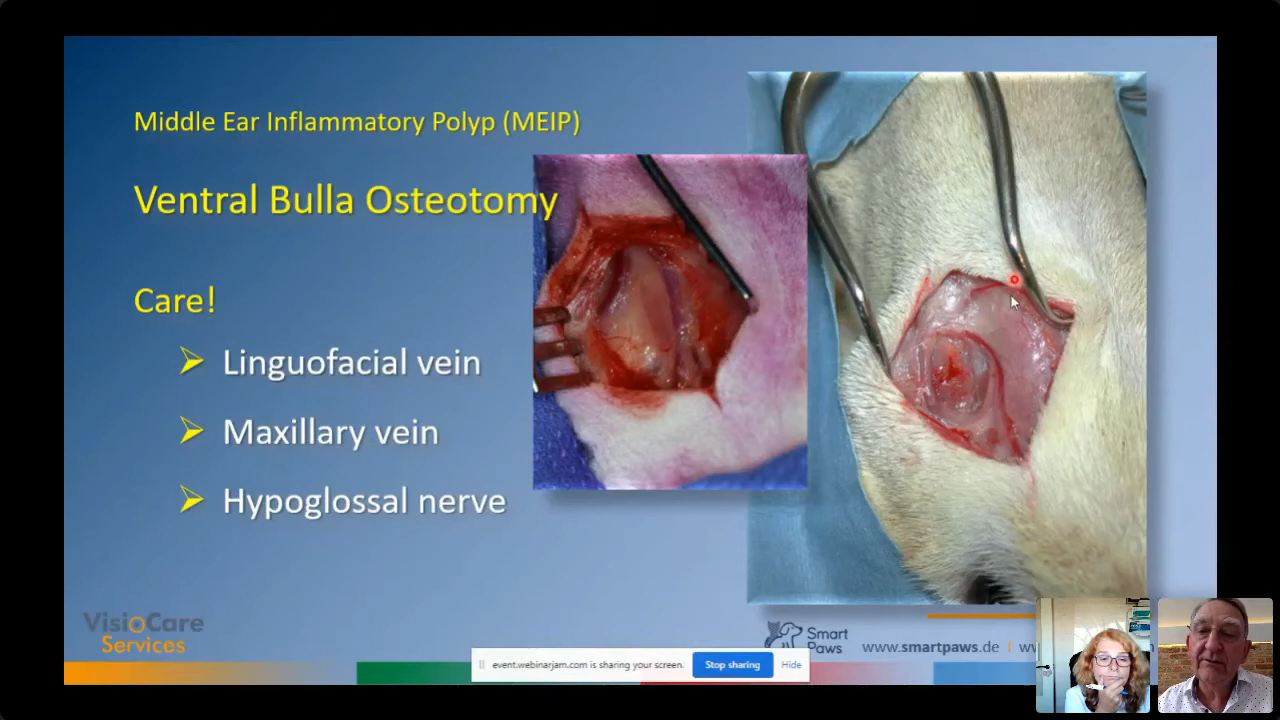 Middle Ear Inflammatory Polyp (MEIP)
Ventral Bulla Osteotomy
Care!
Linguofacial vein
Maxillary vein
Hypoglossal nerve
VisioCare
Services
Smart
Paws
www.smartpaws.de I
event.webinarjam.com is sharing your screen. Stop sharing Hide